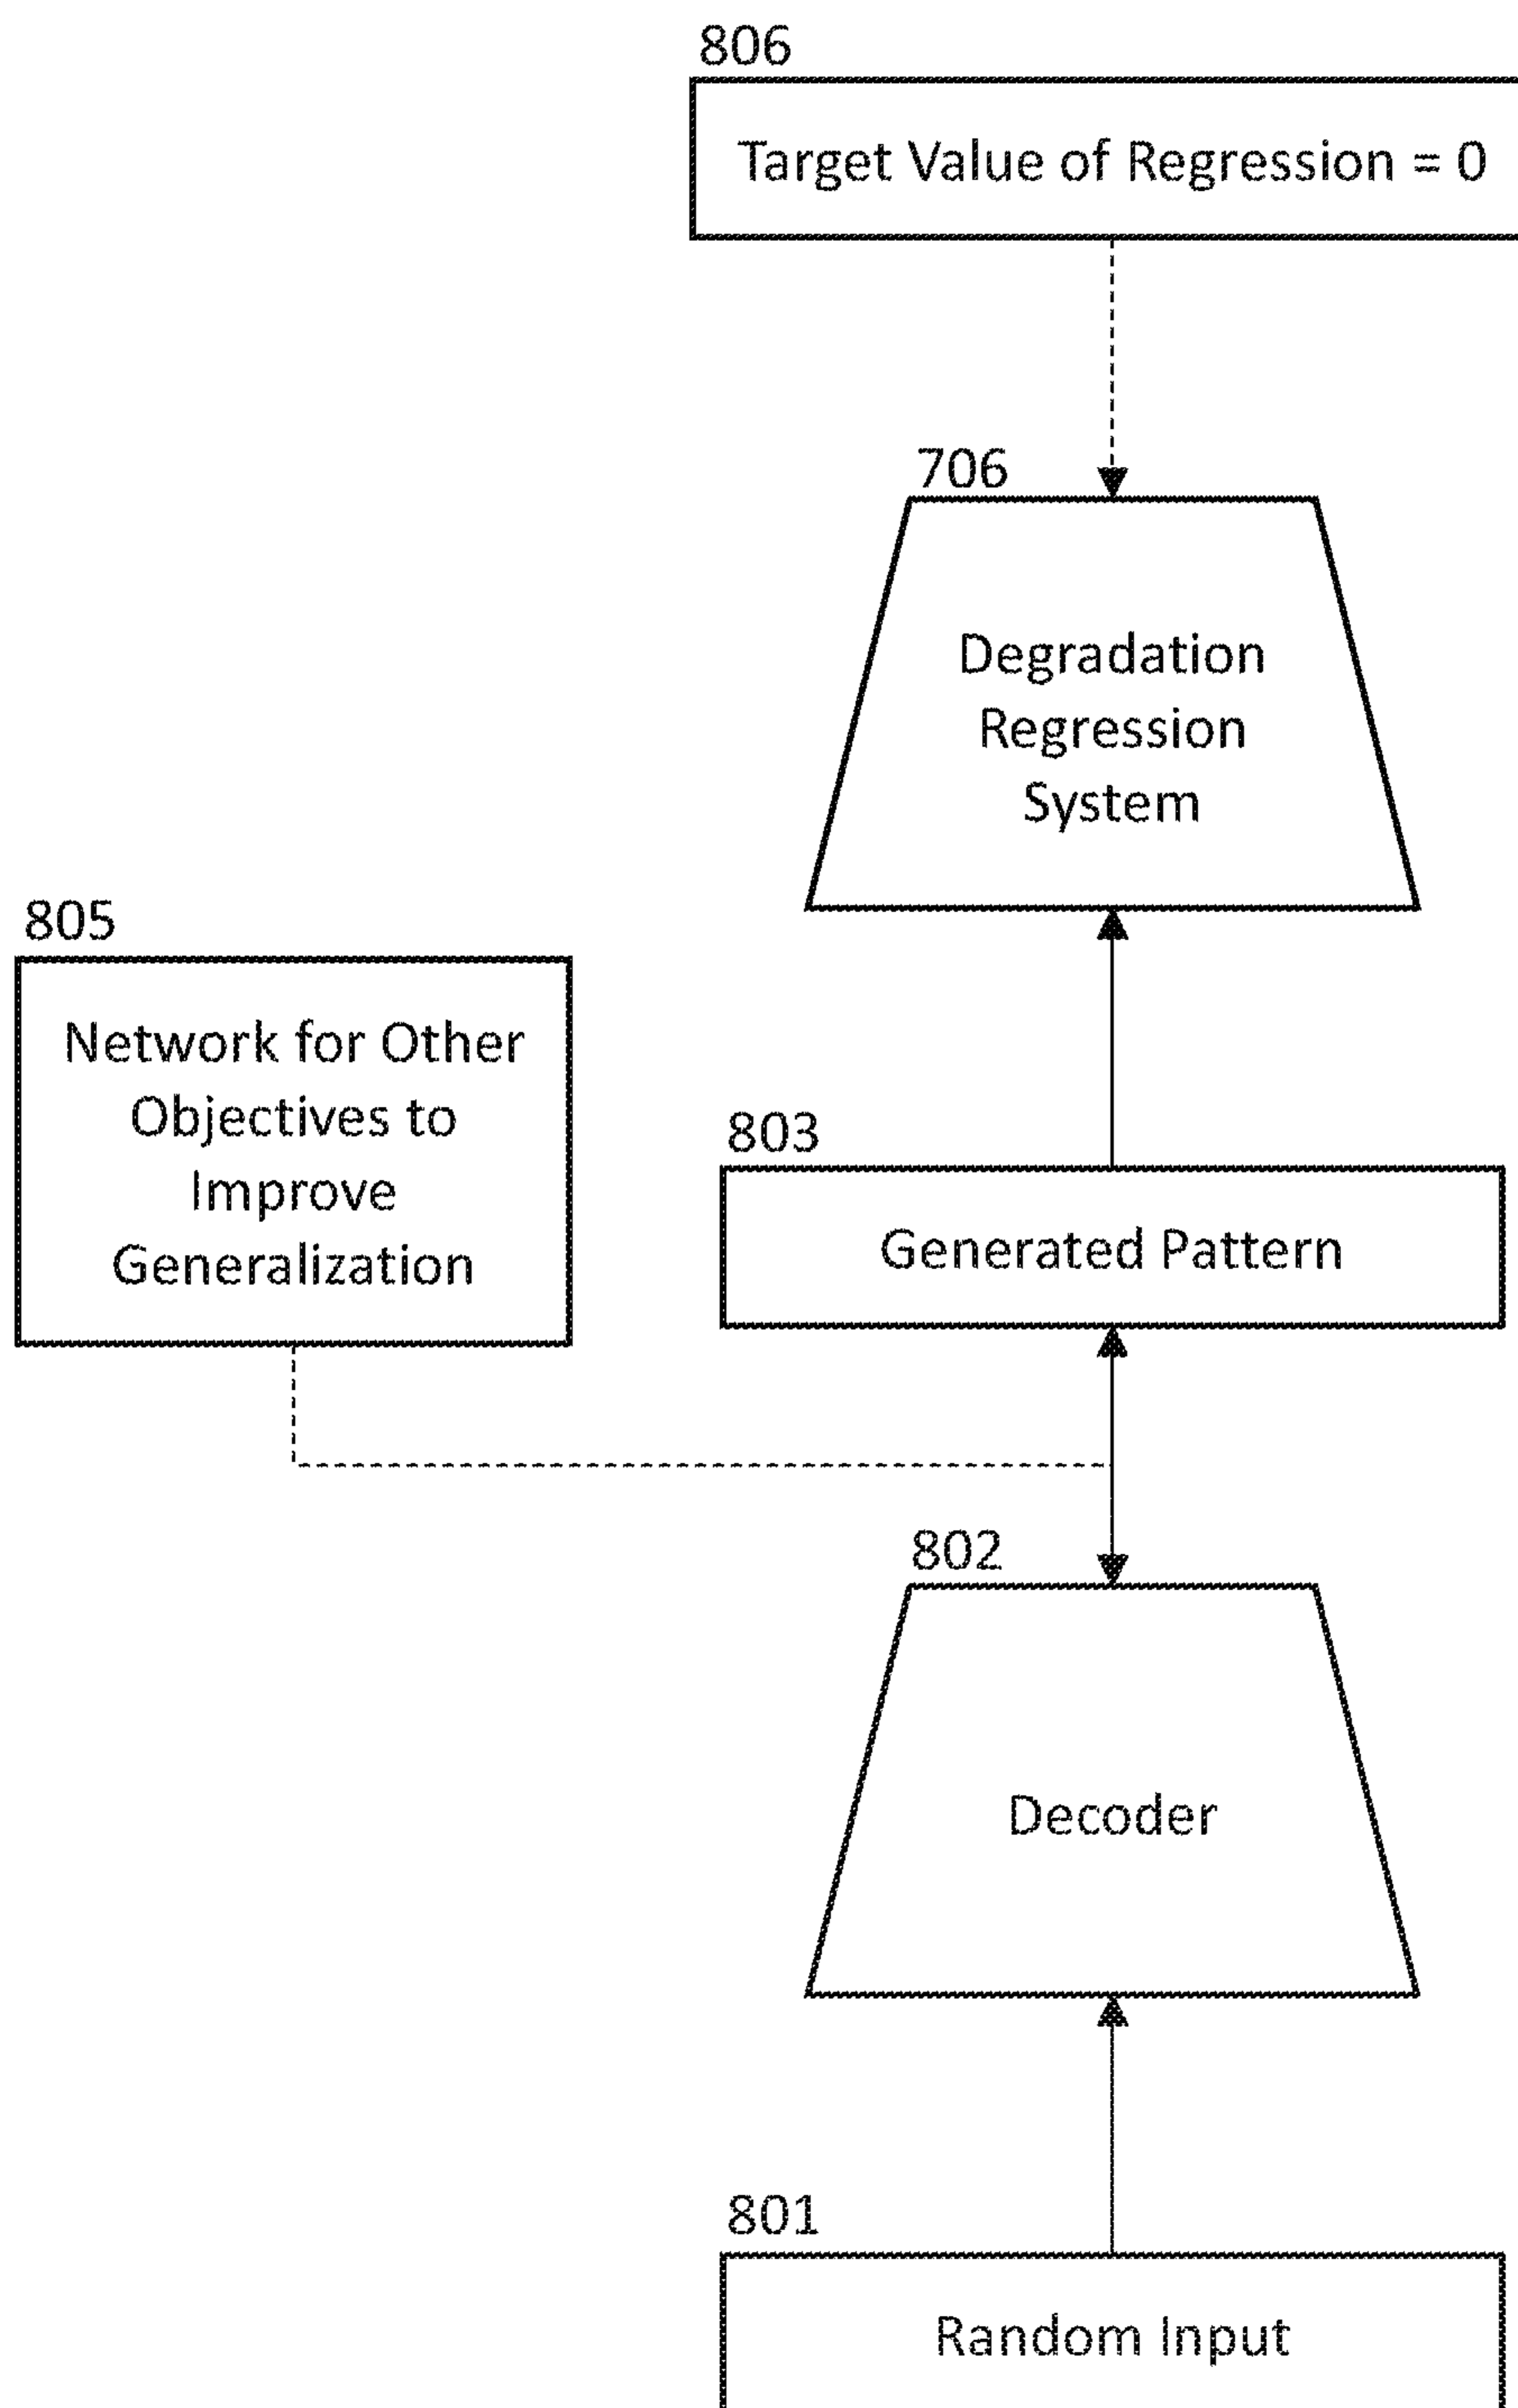 806
Target Value of Regression = 0
706
Degradation
Regression
System
805
Network for Other
Objectives to
Improve
Generalization
803
Generated Pattern
802
Decoder
801
Random Input